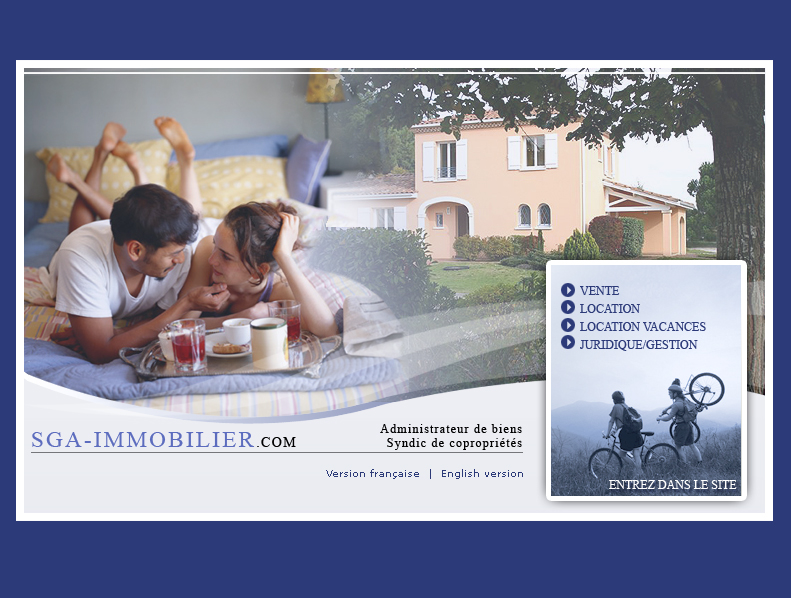 VENTE
LOCATION
LOCATION VACANCES
JURIDIQUE/GESTION
SGA-IMMOBILIER.COM
Administrateur de biens
Syndic de copropriétés
Version française | English version
ENTREZ DANS LE SITE